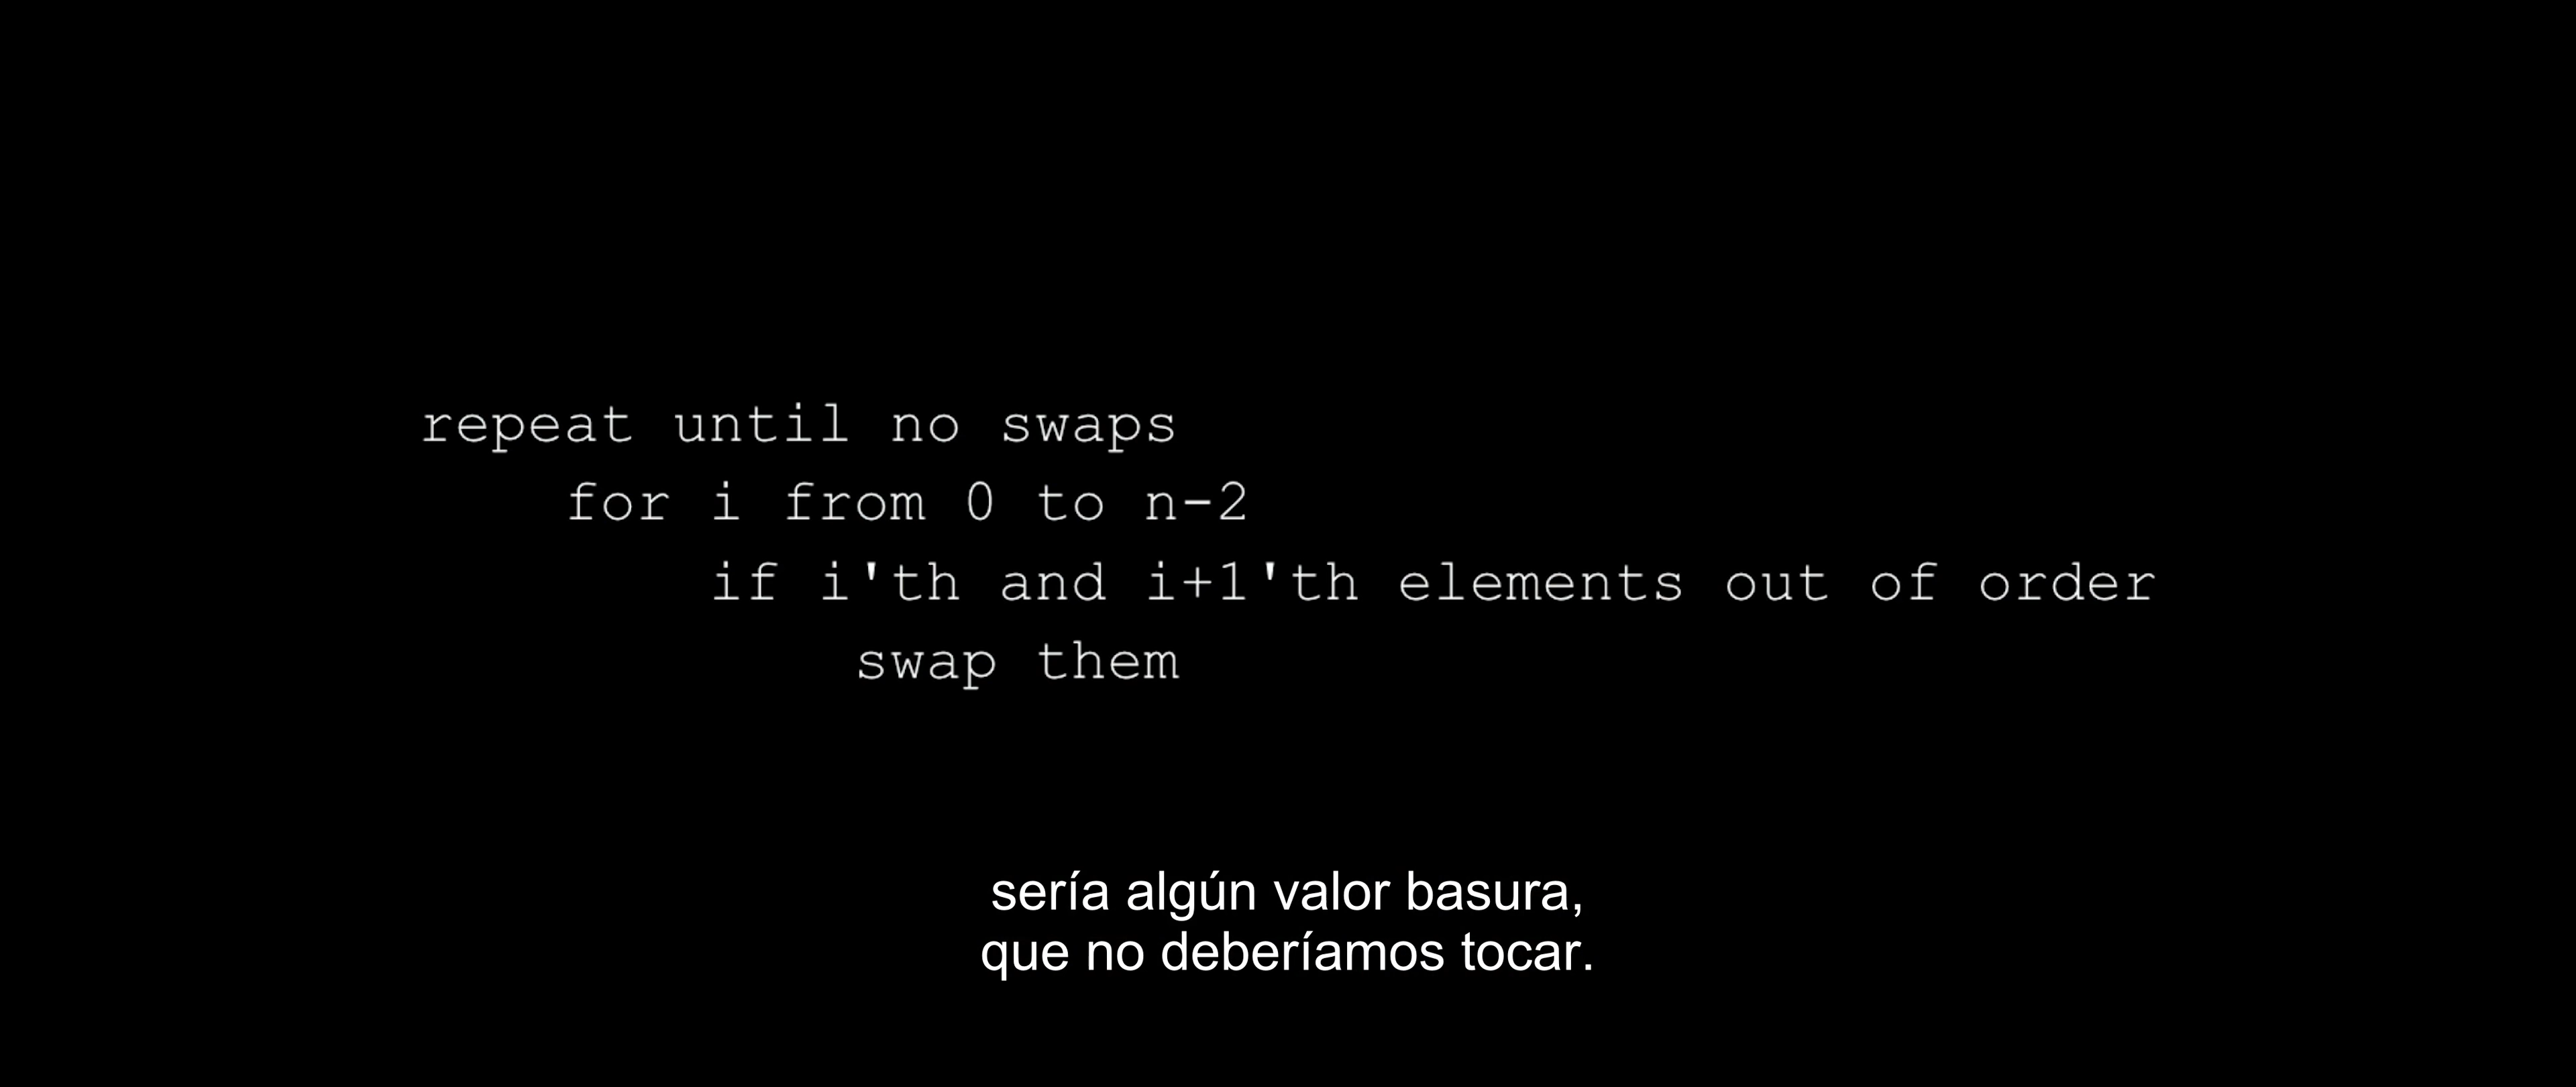 repeat until no swaps
for i from 0 to n-2
if i'th and i+1'th elements out of order
swap them
sería algún valor basura,
que no deberíamos tocar.